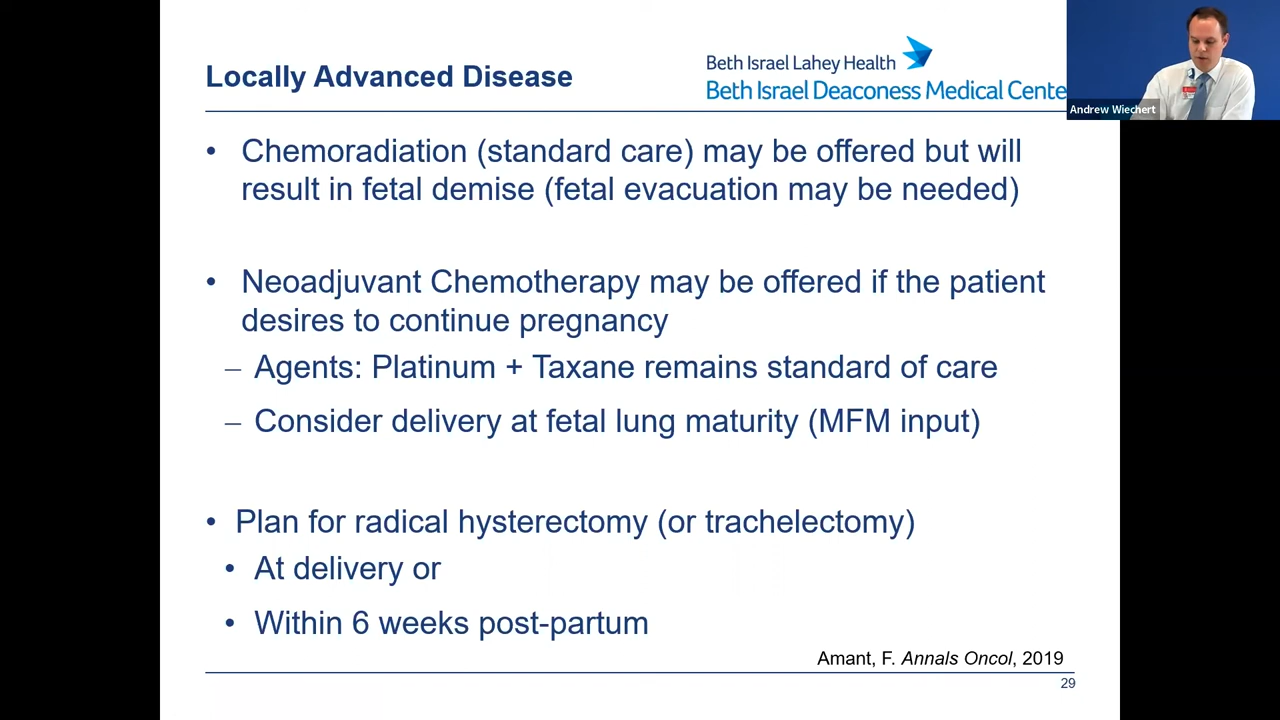 Locally Advanced Disease
Beth Israel Lahey Health
Beth Israel Deaconess Medical Cente
Andrew Wiechert
• Chemoradiation (standard care) may be offered but will
result in fetal demise (fetal evacuation may be needed)
• Neoadjuvant Chemotherapy may be offered if the patient
desires to continue pregnancy
– Agents: Platinum + Taxane remains standard of care
– Consider delivery at fetal lung maturity (MFM input)
• Plan for radical hysterectomy (or trachelectomy)
• At delivery or
• Within 6 weeks post-partum
Amant, F. Annals Oncol, 2019
29